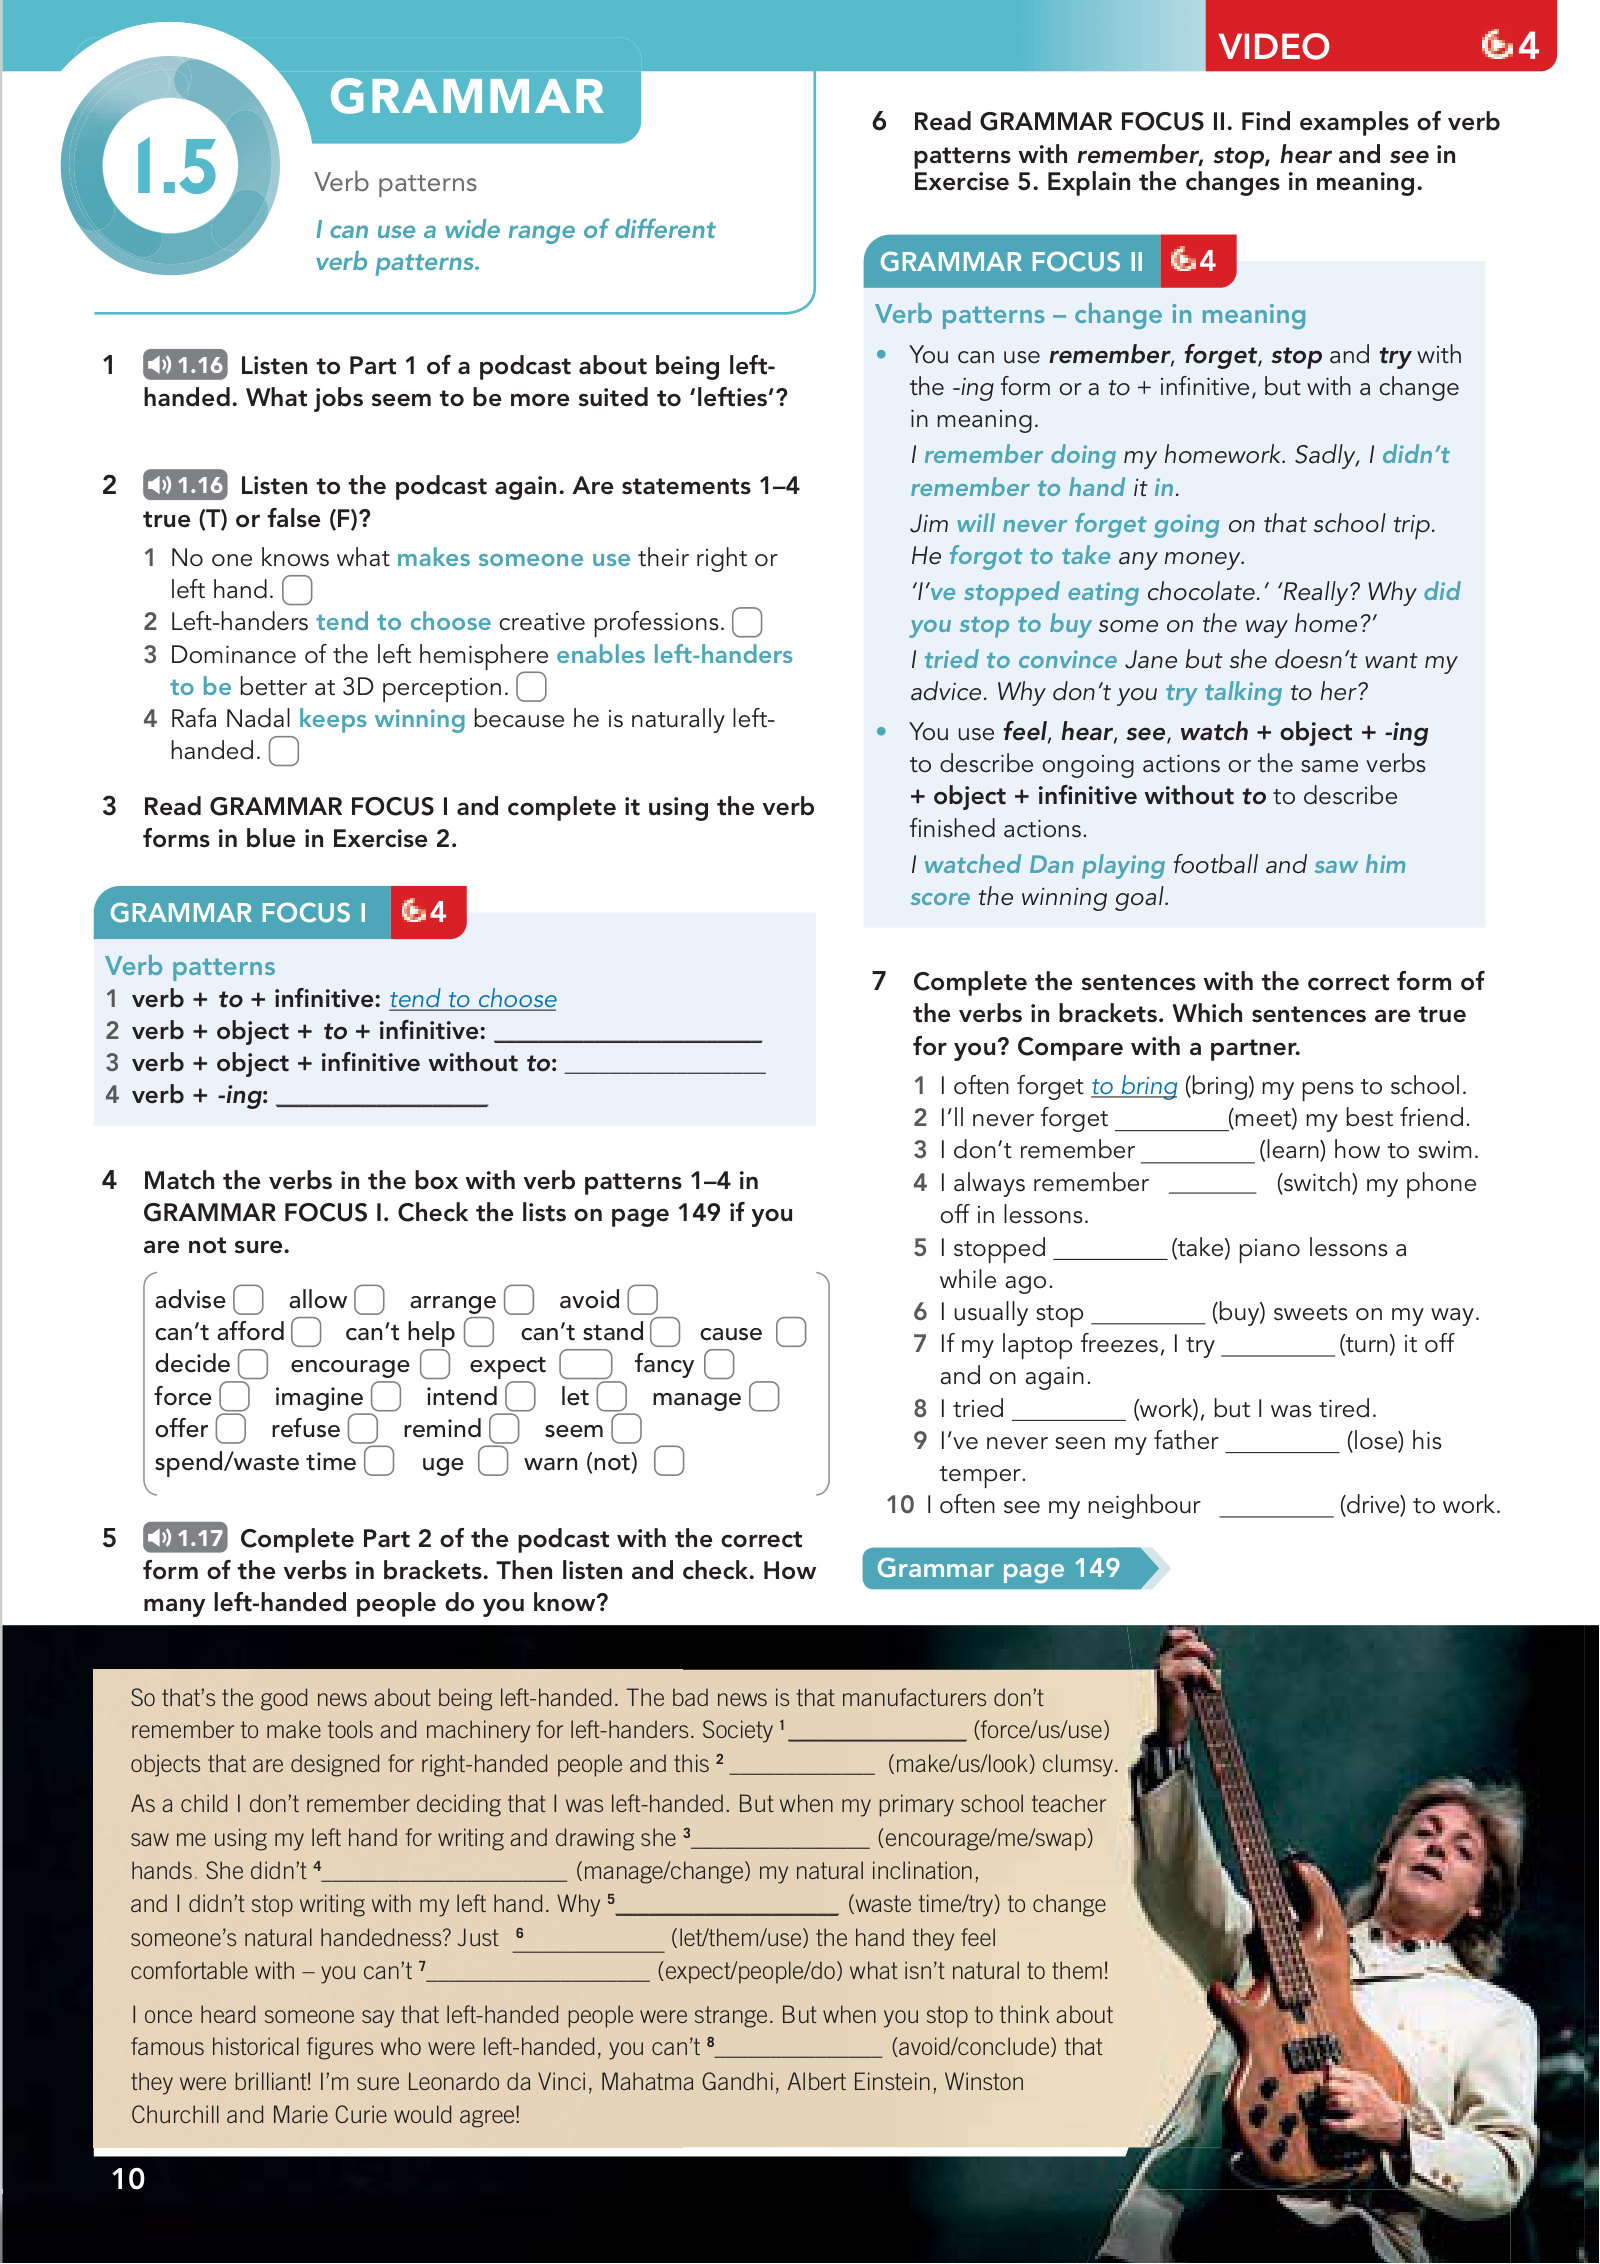 VIDEO 4
GRAMMAR
1.5
Verb patterns
I can use a wide range of different
verb patterns.
1 1.16 Listen to Part 1 of a podcast about being left-
handed. What jobs seem to be more suited to ‘lefties’?
2 1.16 Listen to the podcast again. Are statements 1–4
true (T) or false (F)?
1 No one knows what makes someone use their right or
left hand.
2 Left-handers tend to choose creative professions.
3 Dominance of the left hemisphere enables left-handers
to be better at 3D perception.
4 Rafa Nadal keeps winning because he is naturally left-
handed.
3 Read GRAMMAR FOCUS I and complete it using the verb
forms in blue in Exercise 2.
GRAMMAR FOCUS I 4
Verb patterns
1 verb + to + infinitive: tend to choose
2 verb + object + to + infinitive: ____________________
3 verb + object + infinitive without to: _______________
4 verb + -ing: ________________
4 Match the verbs in the box with verb patterns 1–4 in
GRAMMAR FOCUS I. Check the lists on page 149 if you
are not sure.
advise allow arrange avoid
can’t afford can’t help can’t stand cause
decide encourage expect fancy
force imagine intend let manage
offer refuse remind seem
spend/waste time uge warn (not)
5 1.17 Complete Part 2 of the podcast with the correct
form of the verbs in brackets. Then listen and check. How
many left-handed people do you know?
6 Read GRAMMAR FOCUS II. Find examples of verb
patterns with remember, stop, hear and see in
Exercise 5. Explain the changes in meaning.
GRAMMAR FOCUS II 4
Verb patterns – change in meaning
• You can use remember, forget, stop and try with
the -ing form or a to + infinitive, but with a change
in meaning.
I remember doing my homework. Sadly, I didn’t
remember to hand it in.
Jim will never forget going on that school trip.
He forgot to take any money.
‘I’ve stopped eating chocolate.’ ‘Really? Why did
you stop to buy some on the way home?’
I tried to convince Jane but she doesn’t want my
advice. Why don’t you try talking to her?
• You use feel, hear, see, watch + object + -ing
to describe ongoing actions or the same verbs
+ object + infinitive without to to describe
finished actions.
I watched Dan playing football and saw him
score the winning goal.
7 Complete the sentences with the correct form of
the verbs in brackets. Which sentences are true
for you? Compare with a partner.
1 I often forget to bring (bring) my pens to school.
2 I’ll never forget _________ (meet) my best friend.
3 I don’t remember _________ (learn) how to swim.
4 I always remember _______ (switch) my phone
off in lessons.
5 I stopped _________ (take) piano lessons a
while ago.
6 I usually stop _________ (buy) sweets on my way.
7 If my laptop freezes, I try _________ (turn) it off
and on again.
8 I tried _________ (work), but I was tired.
9 I’ve never seen my father _________ (lose) his
temper.
10 I often see my neighbour _________ (drive) to work.
Grammar page 149
So that’s the good news about being left-handed. The bad news is that manufacturers don’t
remember to make tools and machinery for left-handers. Society 1 ______________ (force/us/use)
objects that are designed for right-handed people and this 2 ____________ (make/us/look) clumsy.
As a child I don’t remember deciding that I was left-handed. But when my primary school teacher
saw me using my left hand for writing and drawing she 3 ______________ (encourage/me/swap)
hands. She didn’t 4 ____________________ (manage/change) my natural inclination,
and I didn’t stop writing with my left hand. Why 5 __________________ (waste time/try) to change
someone’s natural handedness? Just 6 ____________ (let/them/use) the hand they feel
comfortable with – you can’t 7 __________________ (expect/people/do) what isn’t natural to them!
I once heard someone say that left-handed people were strange. But when you stop to think about
famous historical figures who were left-handed, you can’t 8 ______________ (avoid/conclude) that
they were brilliant! I’m sure Leonardo da Vinci, Mahatma Gandhi, Albert Einstein, Winston
Churchill and Marie Curie would agree!
10